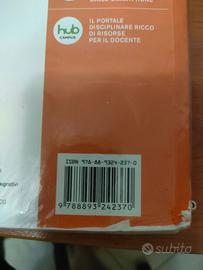 hub
CAMPUS
IL PORTALE
DISCIPLINARE RICCO
DI RISORSE
PER IL DOCENTE
ISBN 978-88-9324-237-0
9 788893 242370
subito